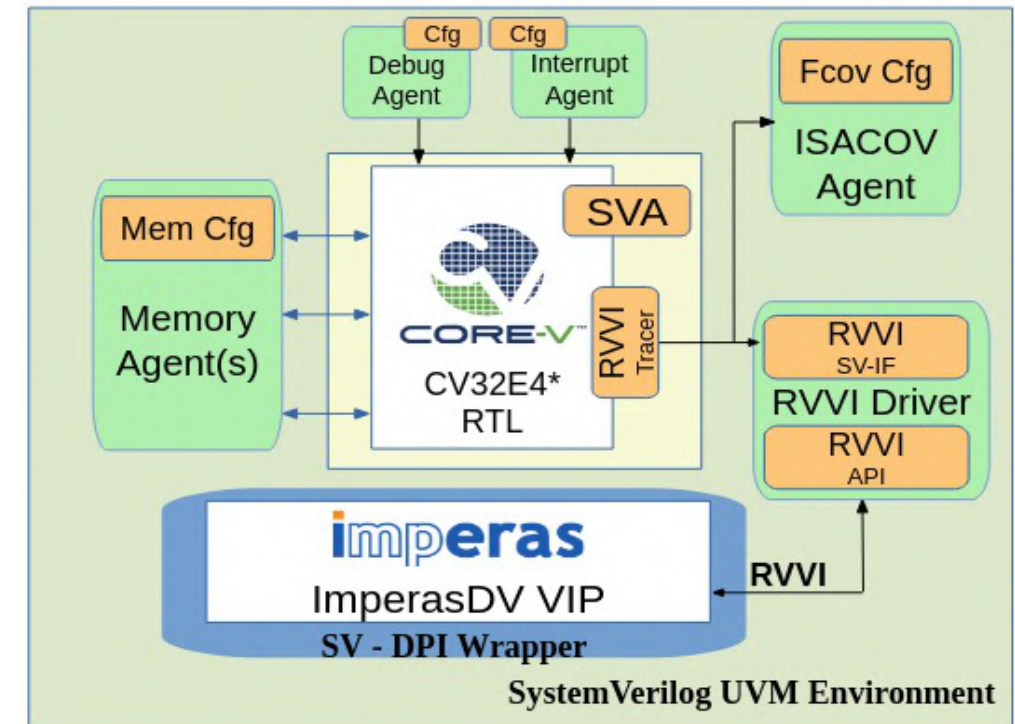 Cfg
Cfg
Debug
Agent
Interrupt
Agent
Fcov Cfg
ISACOV
Agent
Mem Cfg
Memory
Agent(s)
SVA
CORE-V™
CV32E4*
RTL
RVVI
Tracer
RVVI
SV-IF
RVVI Driver
RVVI
API
imperas
ImperasDV VIP
RVVI
SV - DPI Wrapper
SystemVerilog UVM Environment